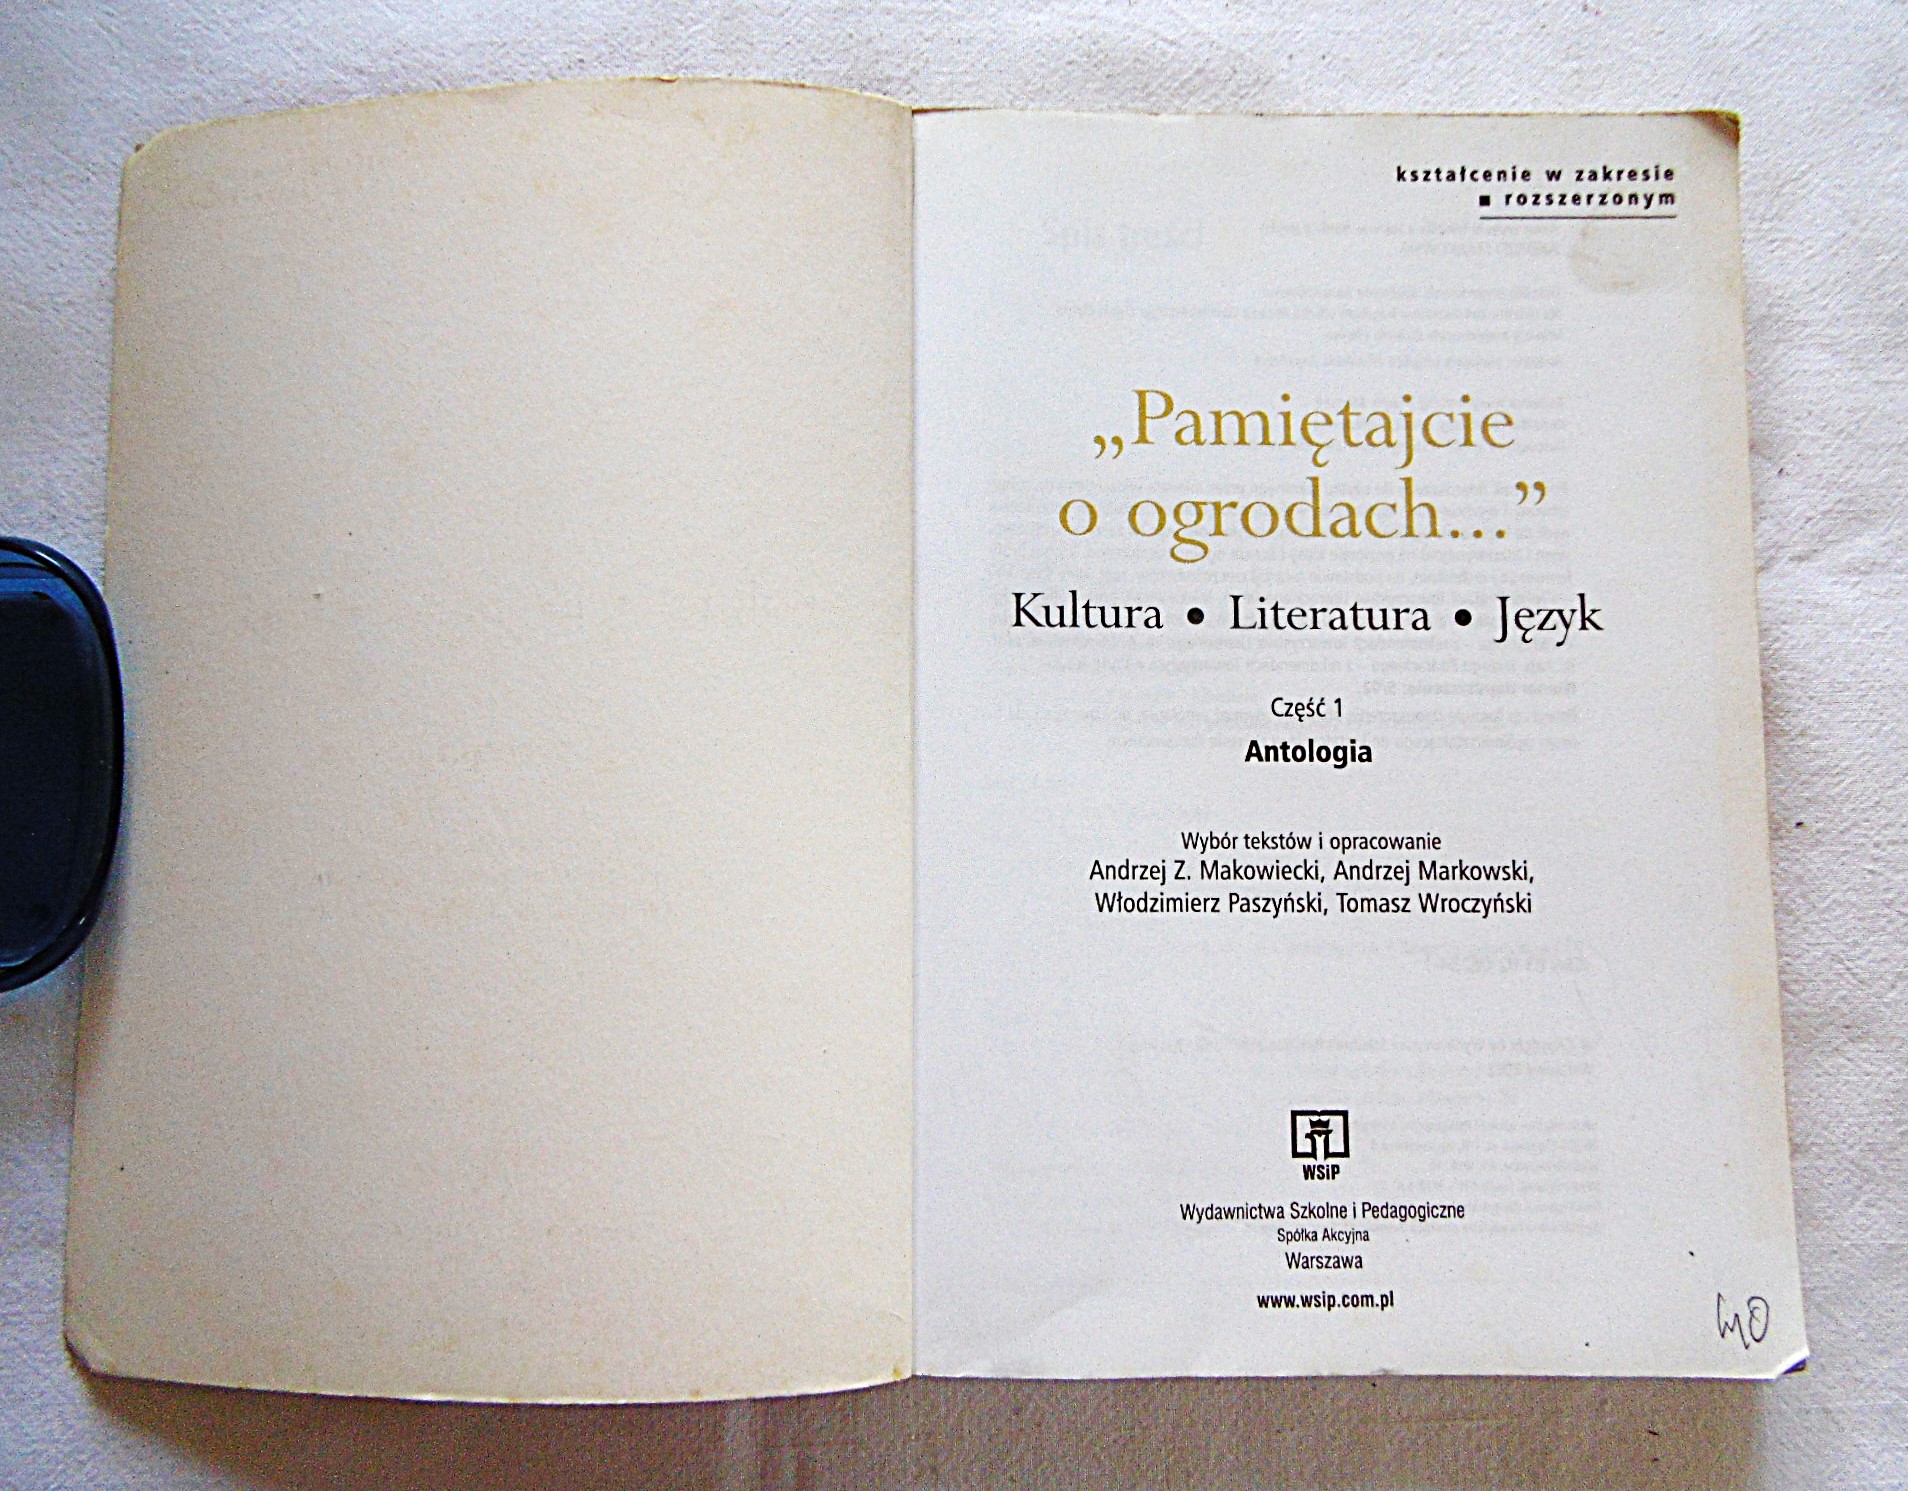 kształcenie w zakresie
▪ rozszerzonym
„Pamiętajcie
o ogrodach...”
Kultura • Literatura • Język
Część 1
Antologia
Wybór tekstów i opracowanie
Andrzej Z. Makowiecki, Andrzej Markowski,
Włodzimierz Paszyński, Tomasz Wroczyński
WSiP
Wydawnictwa Szkolne i Pedagogiczne
Spółka Akcyjna
Warszawa
www.wsip.com.pl